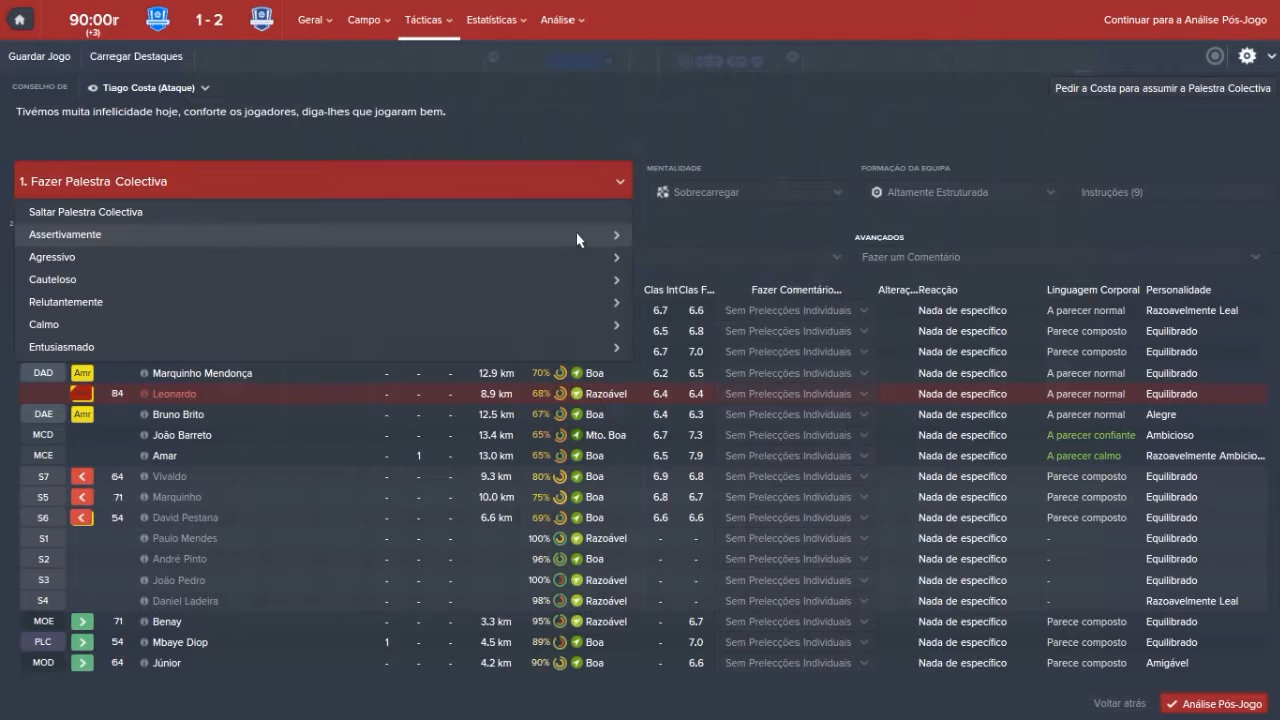 90:00r
(+3)
1 - 2
Geral
Campo
Tácticas
Estatísticas
Análise
Continuar para a Análise Pós-Jogo
Guardar Jogo
Carregar Destaques
CONSELHO DE
Tiago Costa (Ataque)
Pedir a Costa para assumir a Palestra Colectiva
Tivémos muita infelicidade hoje, conforte os jogadores, diga-lhes que jogaram bem.
1. Fazer Palestra Colectiva
MENTALIDADE
FORMAÇÃO DA EQUIPA
Sobrecarregar
Altamente Estruturada
Instruções (9)
Saltar Palestra Colectiva
Assertivamente
Agressivo
Cauteloso
Relutantemente
Calmo
Entusiasmado
2
AVANÇADOS
Fazer um Comentário
Clas Int Clas F... Fazer Comentário... Alteraç... Reacção Linguagem Corporal Personalidade
6.7 6.6 Sem Prelecções Individuais Nada de específico A parecer normal Razoavelmente Leal
6.5 6.8 Sem Prelecções Individuais Nada de específico Parece composto Equilibrado
6.7 7.0 Sem Prelecções Individuais Nada de específico Parece composto Equilibrado
DAD Amr Marquinho Mendonça - - - 12.9 km 70% Boa 6.2 6.5 Sem Prelecções Individuais Nada de específico A parecer normal Equilibrado
84 Leonardo - - - 8.9 km 68% Razoável 6.4 6.4 Sem Prelecções Individuais Nada de específico A parecer normal Equilibrado
DAE Amr Bruno Brito - - - 12.5 km 67% Boa 6.4 6.3 Sem Prelecções Individuais Nada de específico A parecer normal Alegre
MCD João Barreto - - - 13.4 km 65% Mto. Boa 6.7 7.3 Sem Prelecções Individuais Nada de específico A parecer confiante Ambicioso
MCE Amar - 1 - 13.0 km 65% Boa 6.5 7.9 Sem Prelecções Individuais Nada de específico A parecer calmo Razoavelmente Ambicio...
S7 64 Vivaldo - - - 9.3 km 80% Boa 6.9 6.8 Sem Prelecções Individuais Nada de específico Parece composto Equilibrado
S5 71 Marquinho - - - 10.0 km 75% Boa 6.8 6.7 Sem Prelecções Individuais Nada de específico Parece composto Equilibrado
S6 54 David Pestana - - - 6.6 km 69% Boa 6.6 6.6 Sem Prelecções Individuais Nada de específico Parece composto Equilibrado
S1 Paulo Mendes 100% Razoável - - Sem Prelecções Individuais Nada de específico - Equilibrado
S2 André Pinto 96% Boa - - Sem Prelecções Individuais Nada de específico - Equilibrado
S3 João Pedro 100% Razoável - - Sem Prelecções Individuais Nada de específico - Equilibrado
S4 Daniel Ladeira 98% Razoável - - Sem Prelecções Individuais Nada de específico - Razoavelmente Leal
MOE 71 Benay - - - 3.3 km 95% Razoável - 6.7 Sem Prelecções Individuais Nada de específico Parece composto Equilibrado
PLC 54 Mbaye Diop 1 - - 4.5 km 89% Boa - 7.0 Sem Prelecções Individuais Nada de específico Parece composto Equilibrado
MOD 64 Júnior - - - 4.2 km 90% Boa - 6.6 Sem Prelecções Individuais Nada de específico Parece composto Amigável
Voltar atrás
Análise Pós-Jogo